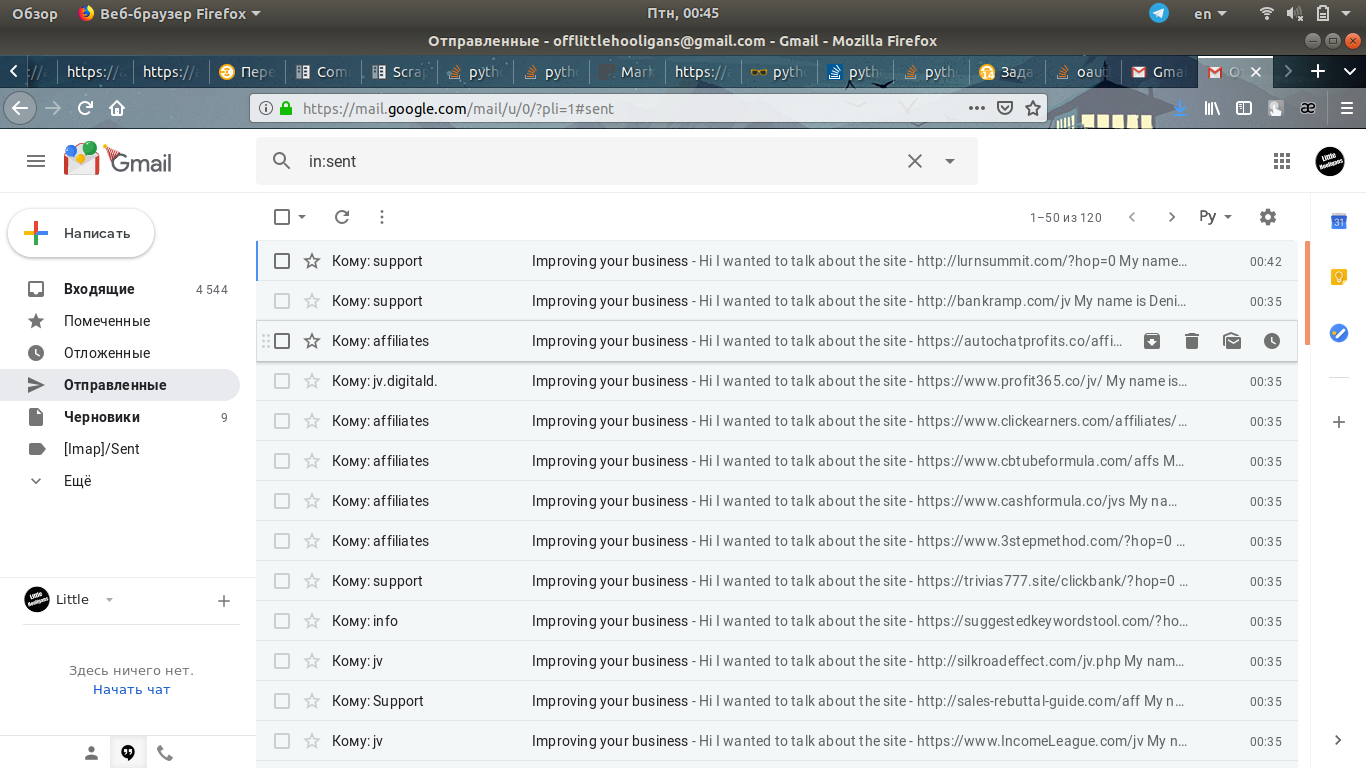 Обзор Веб-браузер Firefox Птн, 00:45 en
Отправленные - offlittlehooligans@gmail.com - Gmail - Mozilla Firefox
https:// https:// Пере Com Scrap pytho pytho Mark https:// pytho pytho pytho Зада oaut Gmai О
https://mail.google.com/mail/u/0/?pli=1#sent
Gmail in:sent Little Hooligans
Написать
1–50 из 120 Ру
31
Входящие 4 544
Помеченные
Отложенные
Отправленные
Черновики 9
[Imap]/Sent
Ещё
Кому: support Improving your business - Hi I wanted to talk about the site - http://lurnsummit.com/?hop=0 My name… 00:42
Кому: support Improving your business - Hi I wanted to talk about the site - http://bankramp.com/jv My name is Deni… 00:35
Кому: affiliates Improving your business - Hi I wanted to talk about the site - https://autochatprofits.co/affi…
Кому: jv.digitald. Improving your business - Hi I wanted to talk about the site - https://www.profit365.co/jv/ My name is… 00:35
Кому: affiliates Improving your business - Hi I wanted to talk about the site - https://www.clickearners.com/affiliates/… 00:35
Кому: affiliates Improving your business - Hi I wanted to talk about the site - https://www.cbtubeformula.com/affs M… 00:35
Кому: affiliates Improving your business - Hi I wanted to talk about the site - https://www.cashformula.co/jvs My na… 00:35
Кому: affiliates Improving your business - Hi I wanted to talk about the site - https://www.3stepmethod.com/?hop=0 … 00:35
Кому: support Improving your business - Hi I wanted to talk about the site - https://trivias777.site/clickbank/?hop=0 … 00:35
Кому: info Improving your business - Hi I wanted to talk about the site - https://suggestedkeywordstool.com/?ho… 00:35
Кому: jv Improving your business - Hi I wanted to talk about the site - http://silkroadeffect.com/jv.php My nam… 00:35
Кому: Support Improving your business - Hi I wanted to talk about the site - http://sales-rebuttal-guide.com/aff My n… 00:35
Кому: jv Improving your business - Hi I wanted to talk about the site - https://www.IncomeLeague.com/jv My n… 00:35
Little
Здесь ничего нет.
Начать чат